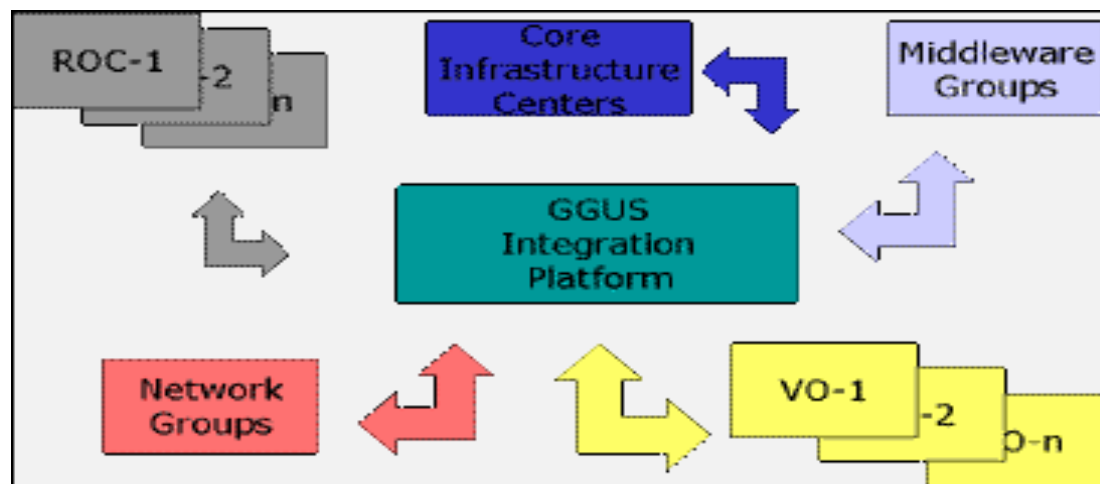 ROC-1
-2
n
Core
Infrastructure
Centers
Middleware
Groups
GGUS
Integration
Platform
Network
Groups
VO-1
-2
O-n